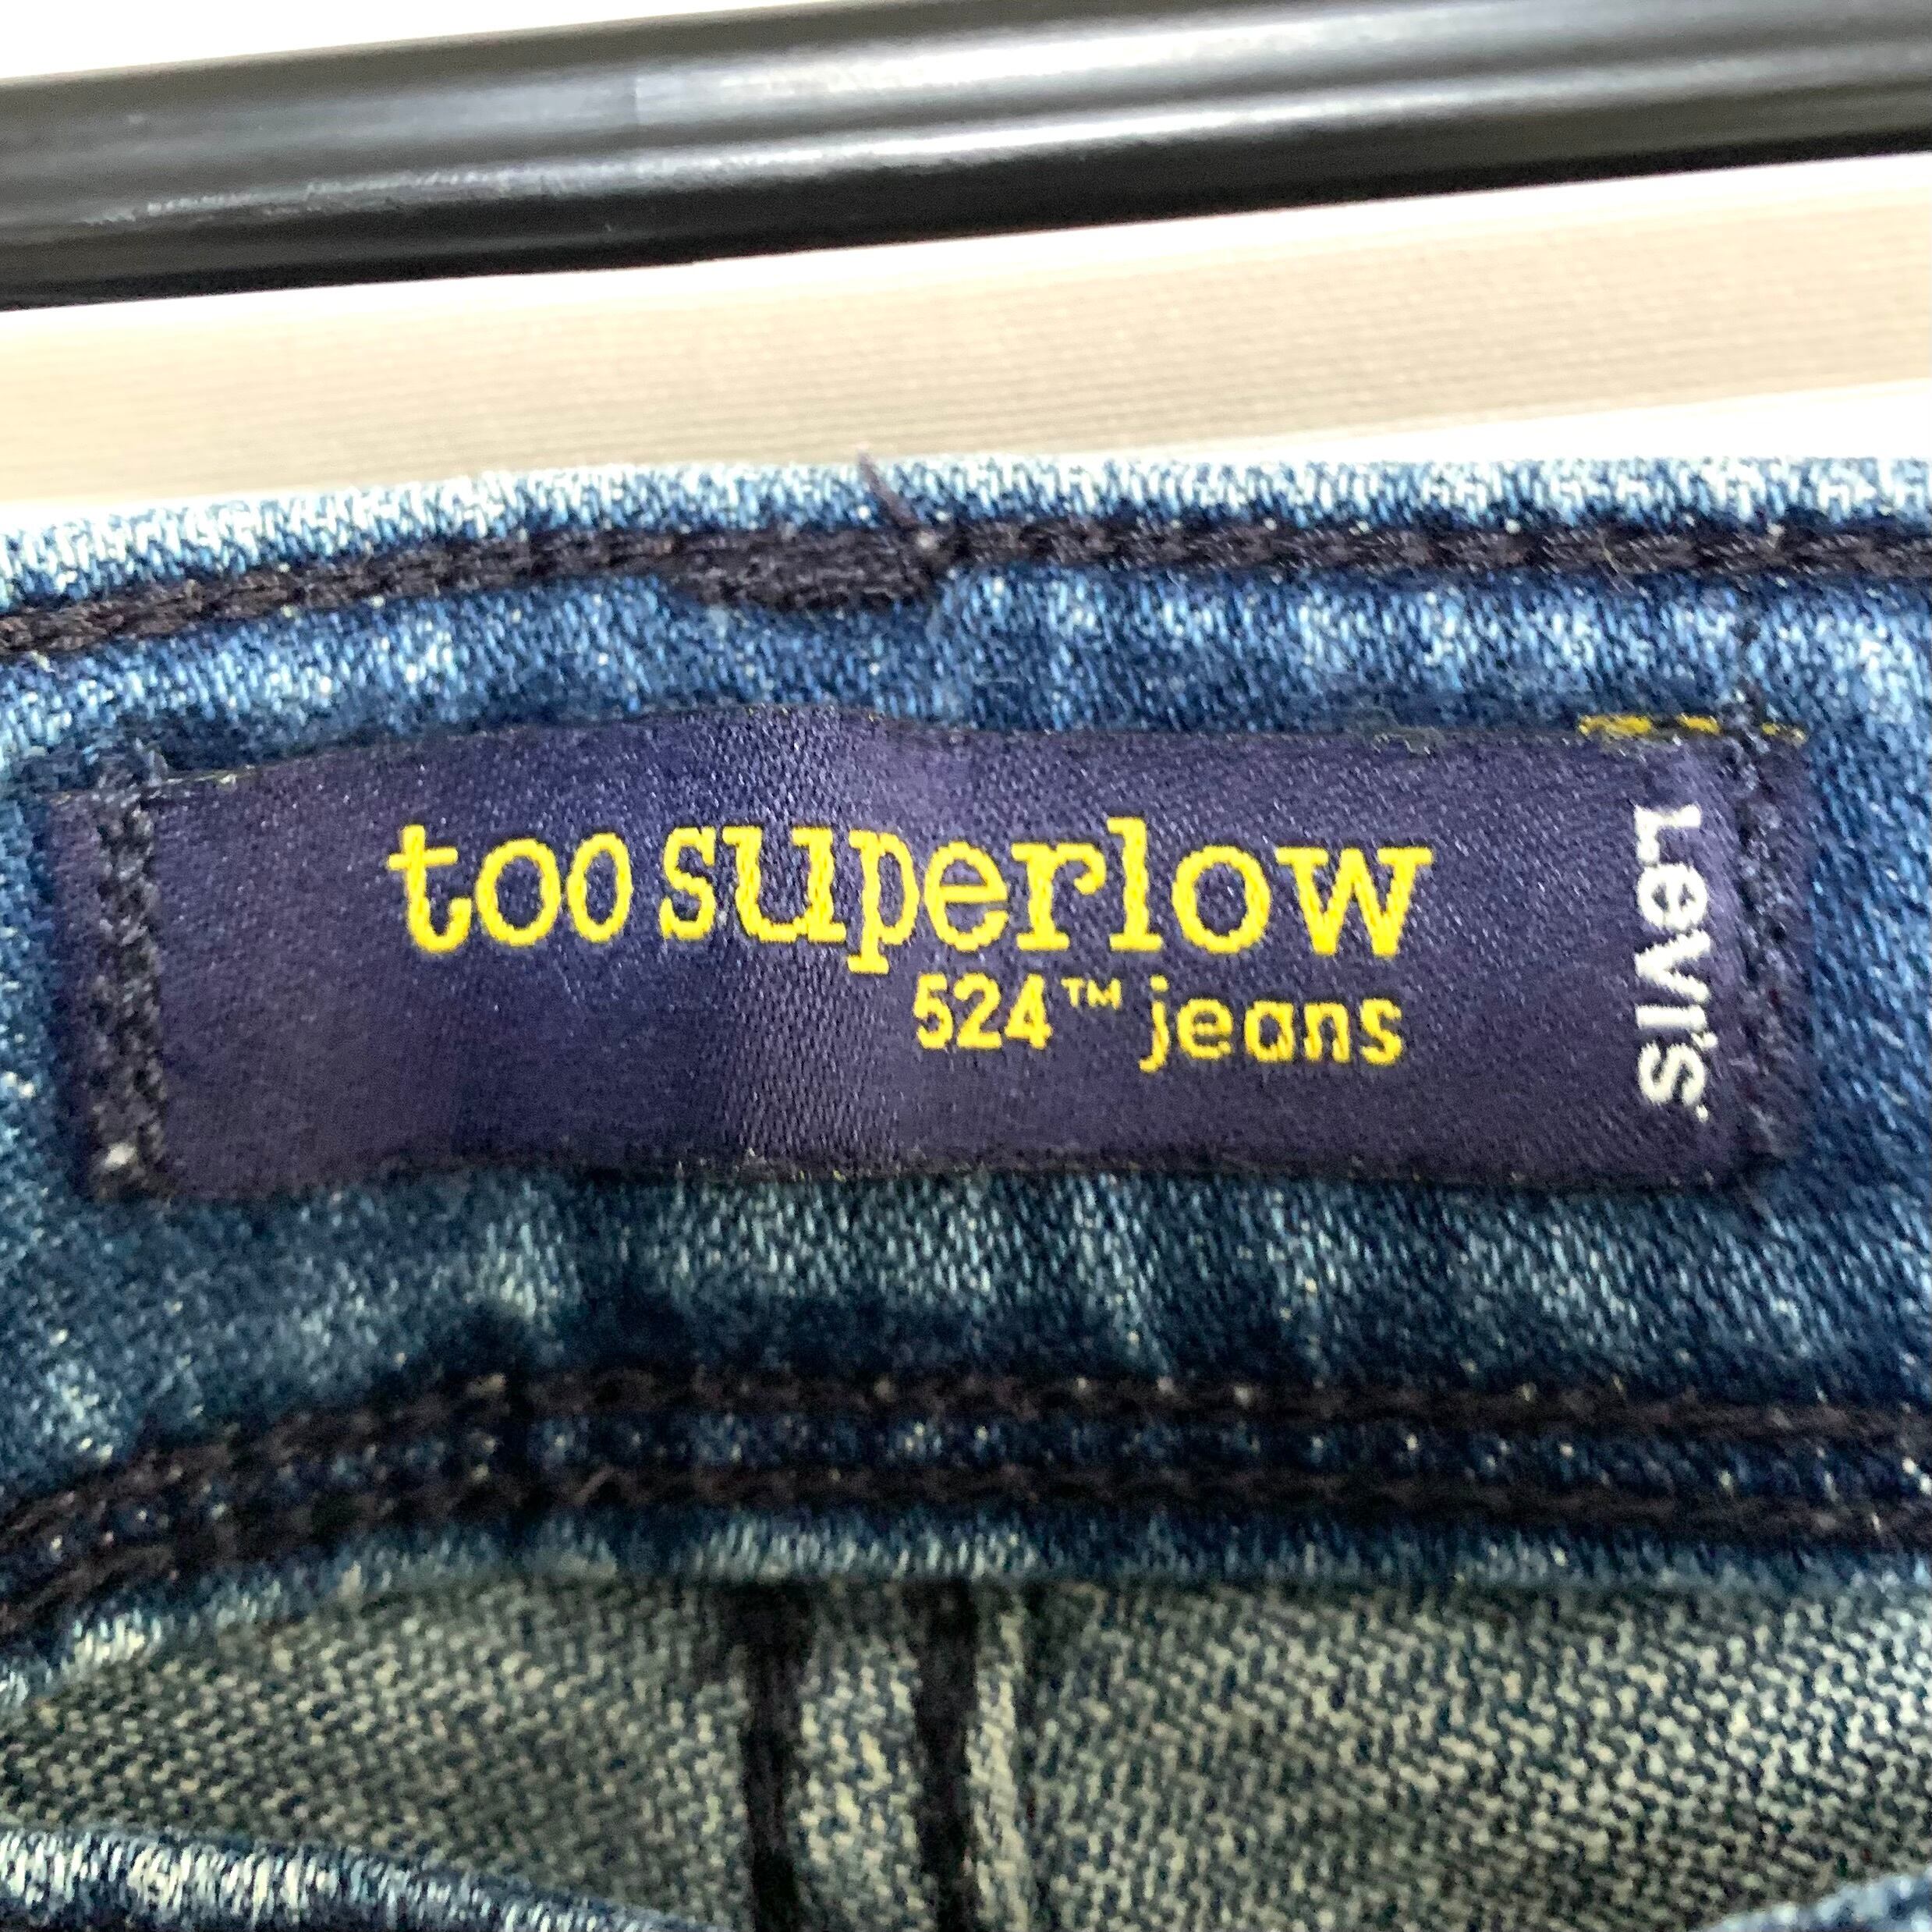 too superlow
524™ jeans
Levi's